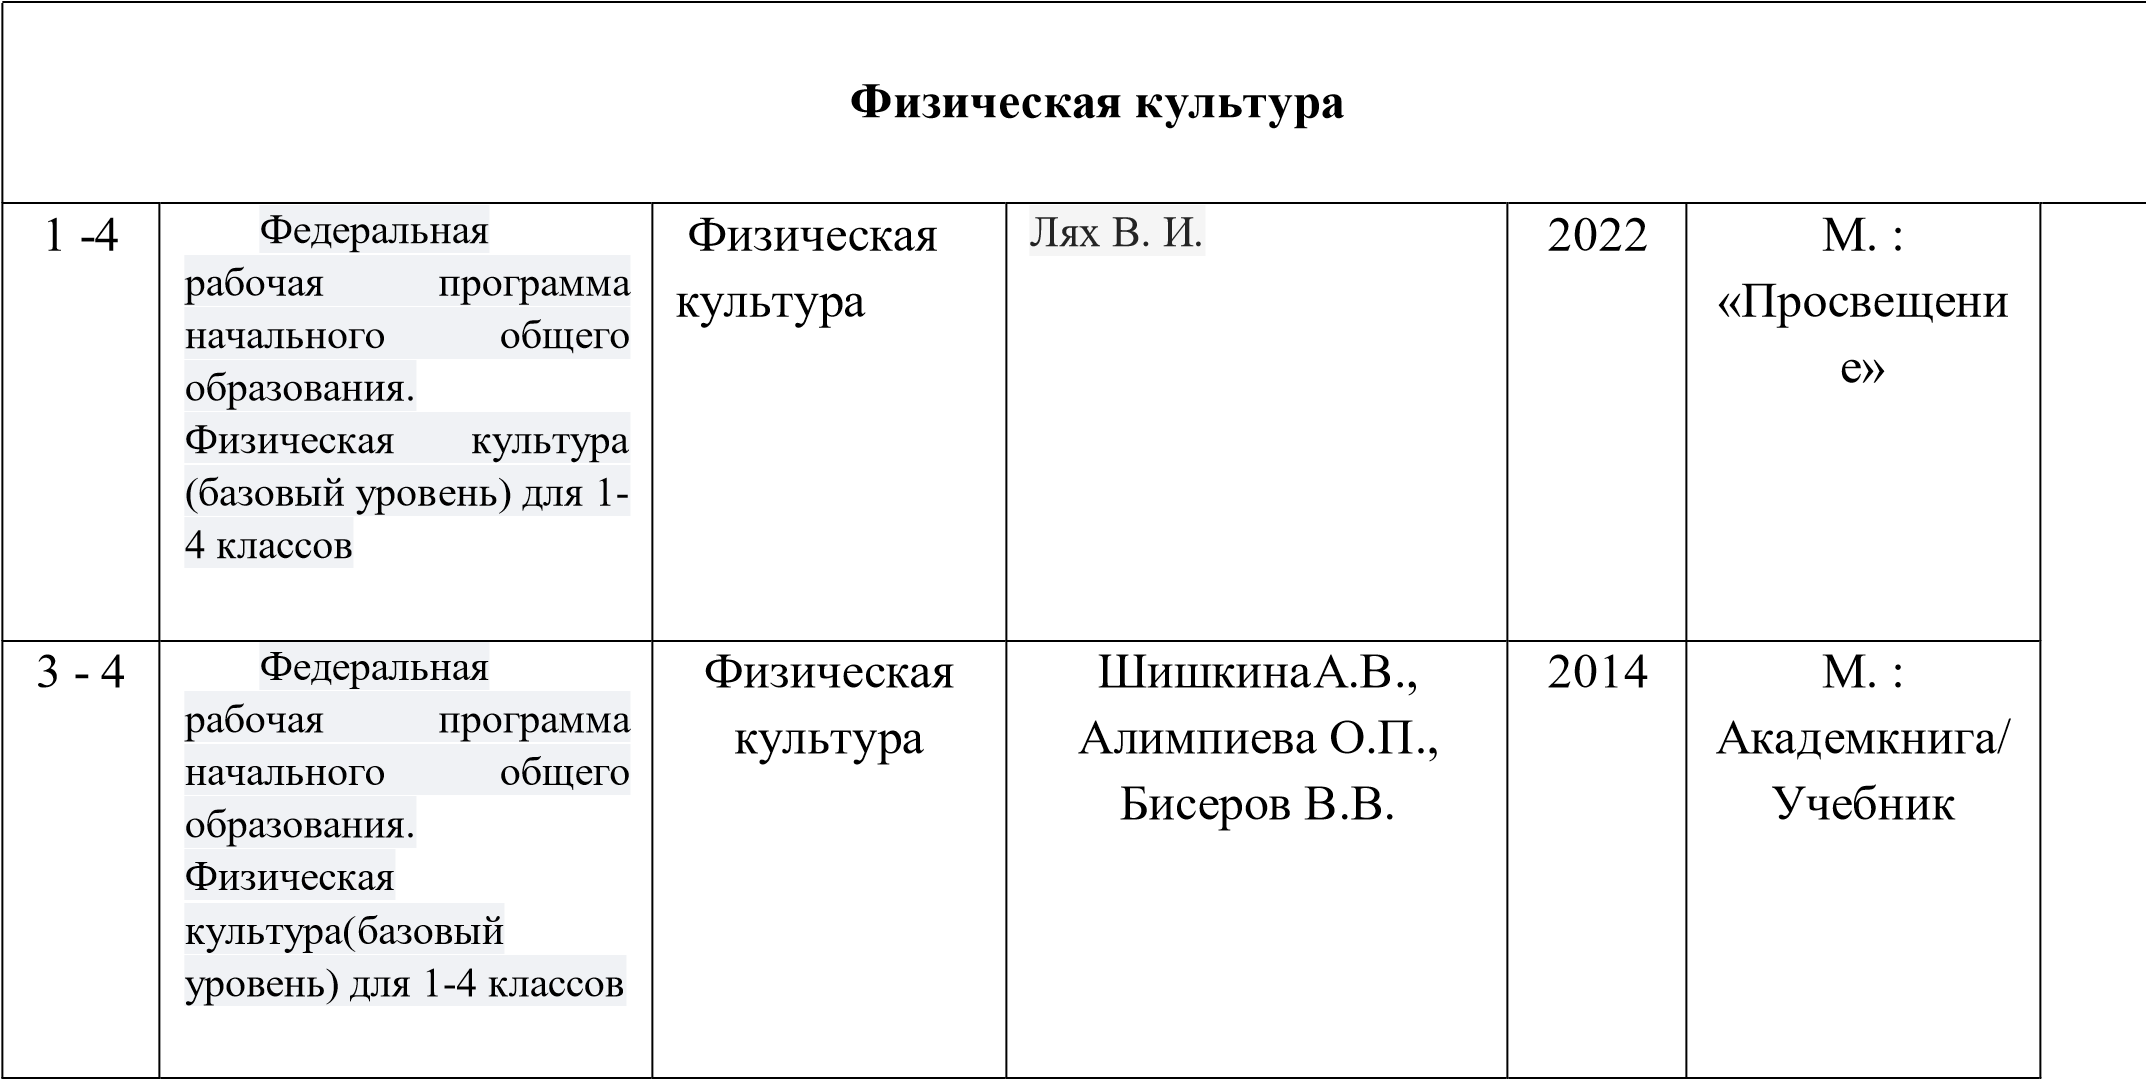 Физическая культура
1 -4
Федеральная
рабочая программа
начального общего
образования.
Физическая культура
(базовый уровень) для 1-
4 классов
Физическая
культура
Лях В. И.
2022
М. :
«Просвещени
е»
3 - 4
Федеральная
рабочая программа
начального общего
образования.
Физическая
культура(базовый
уровень) для 1-4 классов
Физическая
культура
ШишкинаА.В.,
Алимпиева О.П.,
Бисеров В.В.
2014
М. :
Академкнига/
Учебник